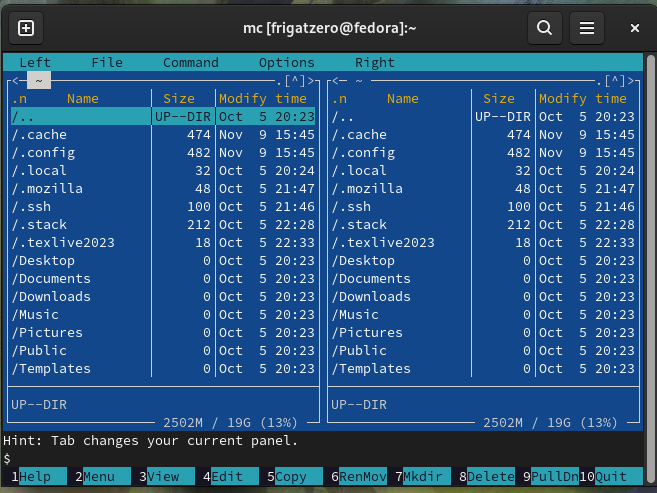 mc [frigatzero@fedora]:~
Left File Command Options Right
<- ~ .[^]> <- ~ .[^]>
.n Name Size Modify time .n Name Size Modify time
/.. UP--DIR Oct 5 20:23 /.. UP--DIR Oct 5 20:23
/.cache 474 Nov 9 15:45 /.cache 474 Nov 9 15:45
/.config 482 Nov 9 15:45 /.config 482 Nov 9 15:45
/.local 32 Oct 5 20:24 /.local 32 Oct 5 20:24
/.mozilla 48 Oct 5 21:47 /.mozilla 48 Oct 5 21:47
/.ssh 100 Oct 5 21:46 /.ssh 100 Oct 5 21:46
/.stack 212 Oct 5 22:28 /.stack 212 Oct 5 22:28
/.texlive2023 18 Oct 5 22:33 /.texlive2023 18 Oct 5 22:33
/Desktop 0 Oct 5 20:23 /Desktop 0 Oct 5 20:23
/Documents 0 Oct 5 20:23 /Documents 0 Oct 5 20:23
/Downloads 0 Oct 5 20:23 /Downloads 0 Oct 5 20:23
/Music 0 Oct 5 20:23 /Music 0 Oct 5 20:23
/Pictures 0 Oct 5 20:23 /Pictures 0 Oct 5 20:23
/Public 0 Oct 5 20:23 /Public 0 Oct 5 20:23
/Templates 0 Oct 5 20:23 /Templates 0 Oct 5 20:23
UP--DIR UP--DIR
2502M / 19G (13%) 2502M / 19G (13%)
Hint: Tab changes your current panel.
$
1Help 2Menu 3View 4Edit 5Copy 6RenMov 7Mkdir 8Delete 9PullDn 10Quit